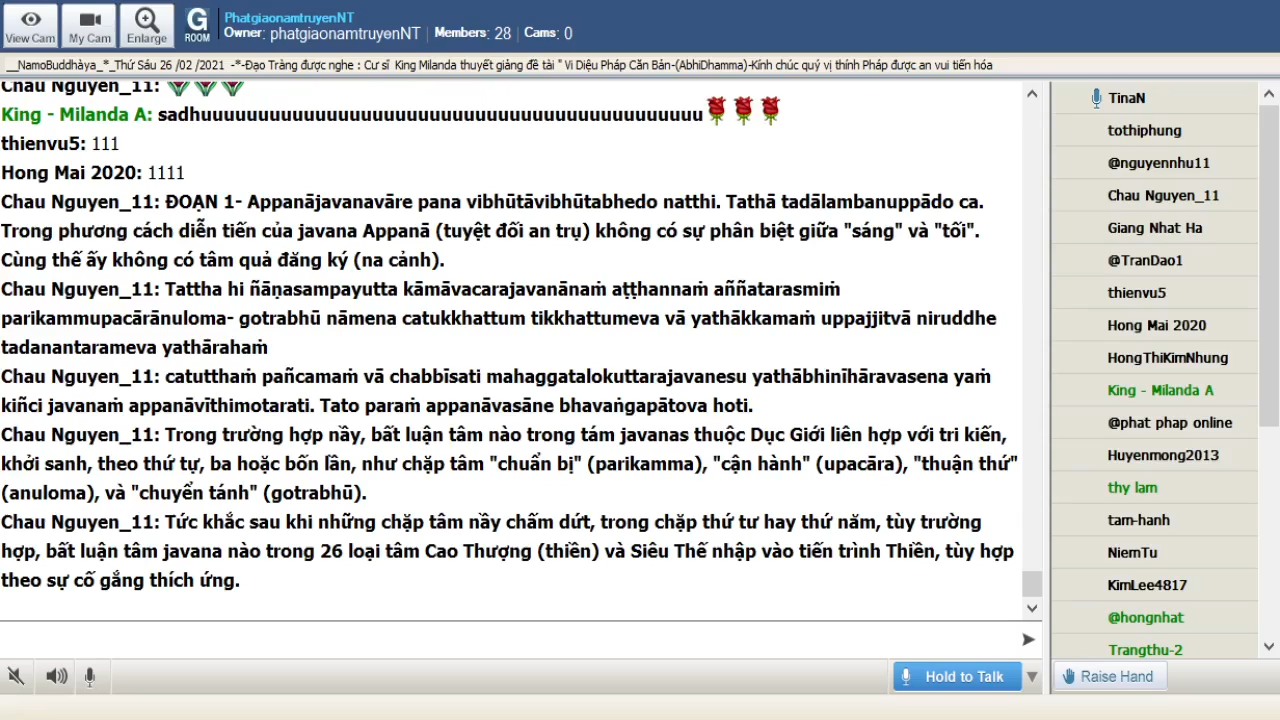 View Cam
My Cam
Enlarge
G
ROOM
PhatgiaonamtruyenNT
Owner: phatgiaonamtruyenNT | Members: 28 | Cams: 0
__NamoBuddhàya_*_Thứ Sáu 26 /02 /2021 -*-Đạo Tràng được nghe : Cư sĩ King Milanda thuyết giảng đề tài " Vi Diệu Pháp Căn Bản-(AbhiDhamma)-Kính chúc quý vị thính Pháp được an vui tiến hóa
Chau Nguyen_11:
King - Milanda A: sadhuuuuuuuuuuuuuuuuuuuuuuuuuuuuuuuuuuuuuuuuuu
thienvu5: 111
Hong Mai 2020: 1111
Chau Nguyen_11: ĐOẠN 1- Appanājavanavāre pana vibhūtāvibhūtabhedo natthi. Tathā tadālambanuppādo ca.
Trong phương cách diễn tiến của javana Appanā (tuyệt đối an trụ) không có sự phân biệt giữa "sáng" và "tối".
Cùng thế ấy không có tâm quả đăng ký (na cảnh).
Chau Nguyen_11: Tattha hi ñāṇasampayutta kāmāvacarajavanānaṁ aṭṭhannaṁ aññatarasmiṁ
parikammupacārānuloma- gotrabhū nāmena catukkhattum tikkhattumeva vā yathākkamaṁ uppajjitvā niruddhe
tadanantarameva yathārahaṁ
Chau Nguyen_11: catutthaṁ pañcamaṁ vā chabbīsati mahaggatalokuttarajavanesu yathābhinīhāravasena yaṁ
kiñci javanaṁ appanāvīthimotarati. Tato paraṁ appanāvasāne bhavaṅgapātova hoti.
Chau Nguyen_11: Trong trường hợp nầy, bất luận tâm nào trong tám javanas thuộc Dục Giới liên hợp với tri kiến,
khởi sanh, theo thứ tự, ba hoặc bốn lần, như chặp tâm "chuẩn bị" (parikamma), "cận hành" (upacāra), "thuận thứ"
(anuloma), và "chuyển tánh" (gotrabhū).
Chau Nguyen_11: Tức khắc sau khi những chặp tâm nầy chấm dứt, trong chặp thứ tư hay thứ năm, tùy trường
hợp, bất luận tâm javana nào trong 26 loại tâm Cao Thượng (thiền) và Siêu Thế nhập vào tiến trình Thiền, tùy hợp
theo sự cố gắng thích ứng.
TinaN
tothiphung
@nguyennhu11
Chau Nguyen_11
Giang Nhat Ha
@TranDao1
thienvu5
Hong Mai 2020
HongThiKimNhung
King - Milanda A
@phat phap online
Huyenmong2013
thy lam
tam-hanh
NiemTu
KimLee4817
@hongnhat
Trangthu-2
Hold to Talk
Raise Hand